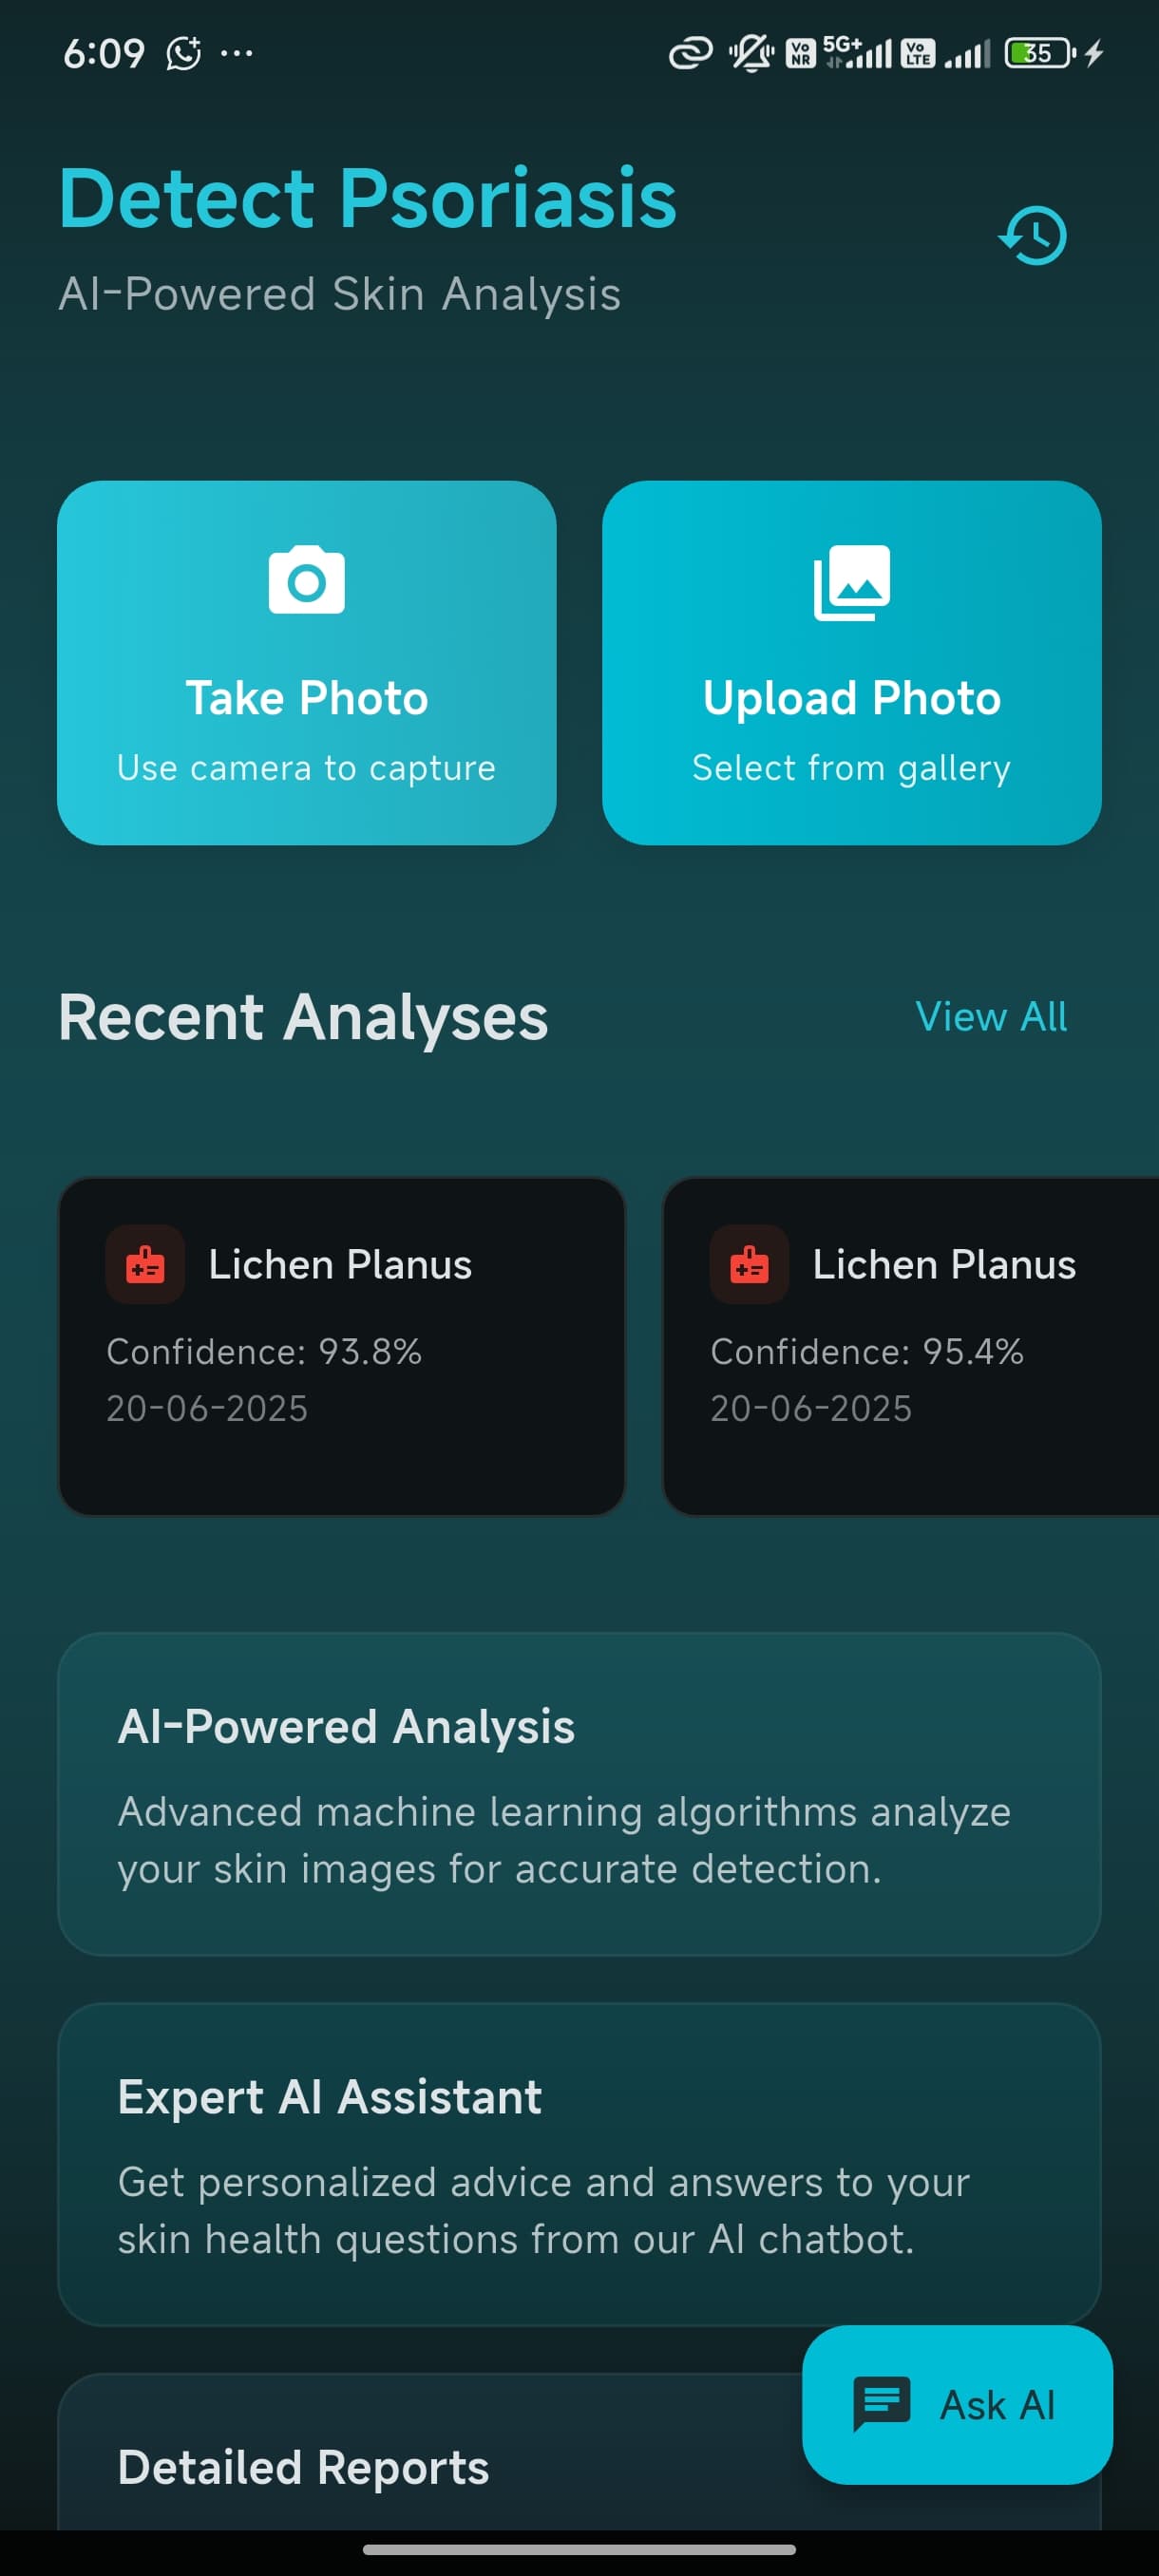 6:09
Vo NR
5G+
Vo LTE
35
Detect Psoriasis
AI-Powered Skin Analysis
Take Photo
Use camera to capture
Upload Photo
Select from gallery
Recent Analyses
View All
Lichen Planus
Confidence: 93.8%
20-06-2025
Lichen Planus
Confidence: 95.4%
20-06-2025
AI-Powered Analysis
Advanced machine learning algorithms analyze
your skin images for accurate detection.
Expert AI Assistant
Get personalized advice and answers to your
skin health questions from our AI chatbot.
Ask AI
Detailed Reports